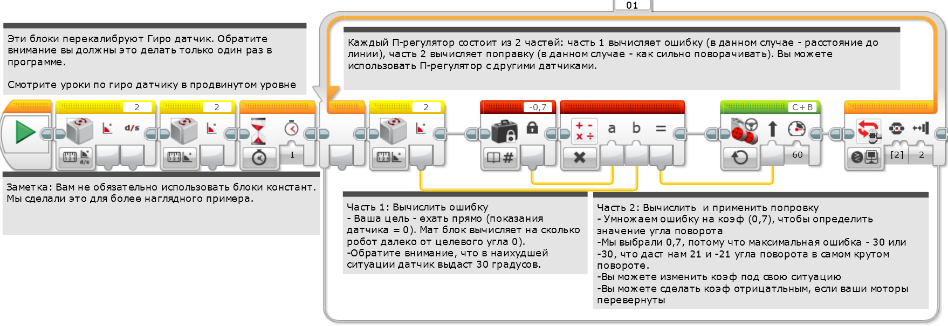 01
Эти блоки перекалибруют Гиро датчик. Обратите
внимание вы должны это делать только один раз в
программе.
Смотрите уроки по гиро датчику в продвинутом уровне
Каждый П-регулятор состоит из 2 частей: часть 1 вычисляет ошибку (в данном случае - расстояние до
линии), часть 2 вычисляет поправку (в данном случае - как сильно поворачивать). Вы можете
использовать П-регулятор с другими датчиками.
2
2
2
-0,7
C+B
d/s
a b =
d/s
#
1
60
[2] 2
Заметка: Вам не обязательно использовать блоки констант.
Мы сделали это для более наглядного примера.
Часть 1: Вычислить ошибку
- Ваша цель - ехать прямо (показания
датчика = 0). Мат блок вычисляет на сколько
робот далеко от целевого угла 0).
-Обратите внимание, что в наихудшей
ситуации датчик выдаст 30 градусов.
Часть 2: Вычислить и применить попровку
- Умножаем ошибку на коэф (0,7), чтобы определить
значение угла поворота
-Мы выбрали 0,7, потому что максимальная ошибка - 30 или
-30, что даст нам 21 и -21 угла поворота в самом крутом
повороте.
-Вы можете изменить коэф под свою ситуацию
-Вы можете сделать коэф отрицатльным, если ваши моторы
перевернуты